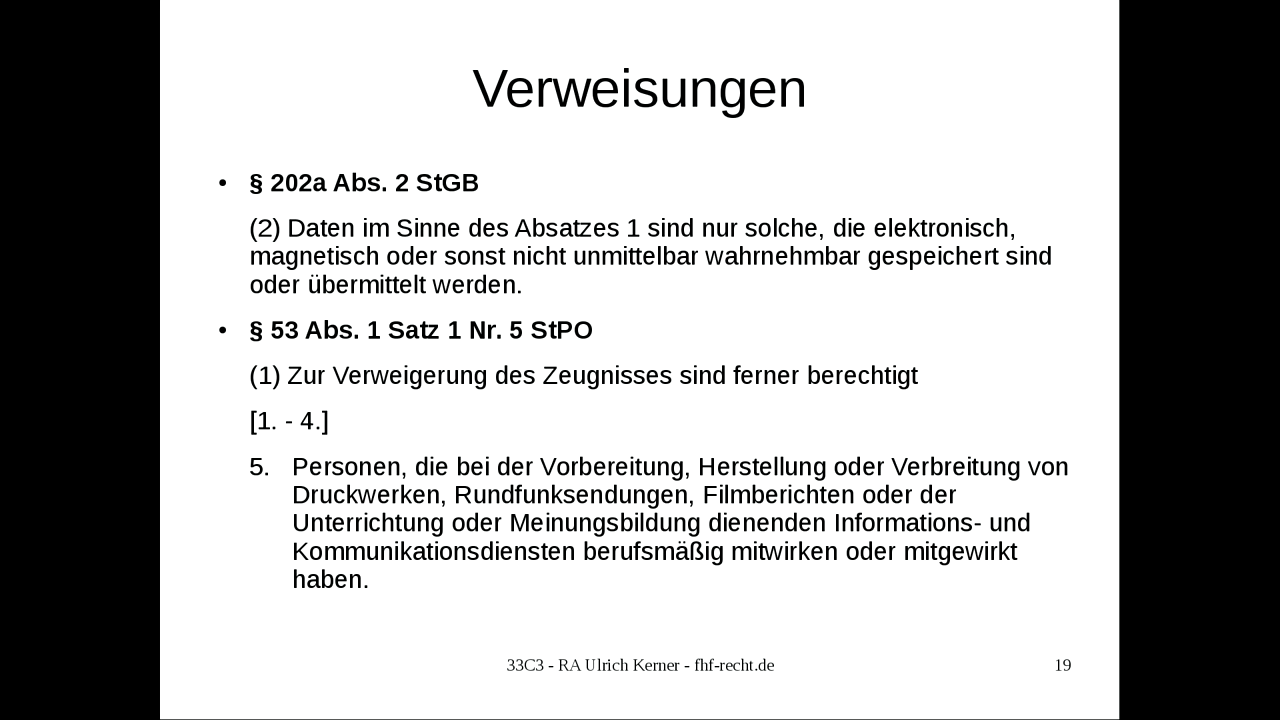 Verweisungen
• § 202a Abs. 2 StGB
(2) Daten im Sinne des Absatzes 1 sind nur solche, die elektronisch,
magnetisch oder sonst nicht unmittelbar wahrnehmbar gespeichert sind
oder übermittelt werden.
• § 53 Abs. 1 Satz 1 Nr. 5 StPO
(1) Zur Verweigerung des Zeugnisses sind ferner berechtigt
[1. - 4.]
5. Personen, die bei der Vorbereitung, Herstellung oder Verbreitung von
Druckwerken, Rundfunksendungen, Filmberichten oder der
Unterrichtung oder Meinungsbildung dienenden Informations- und
Kommunikationsdiensten berufsmäßig mitwirken oder mitgewirkt
haben.
33C3 - RA Ulrich Kerner - fhf-recht.de 19